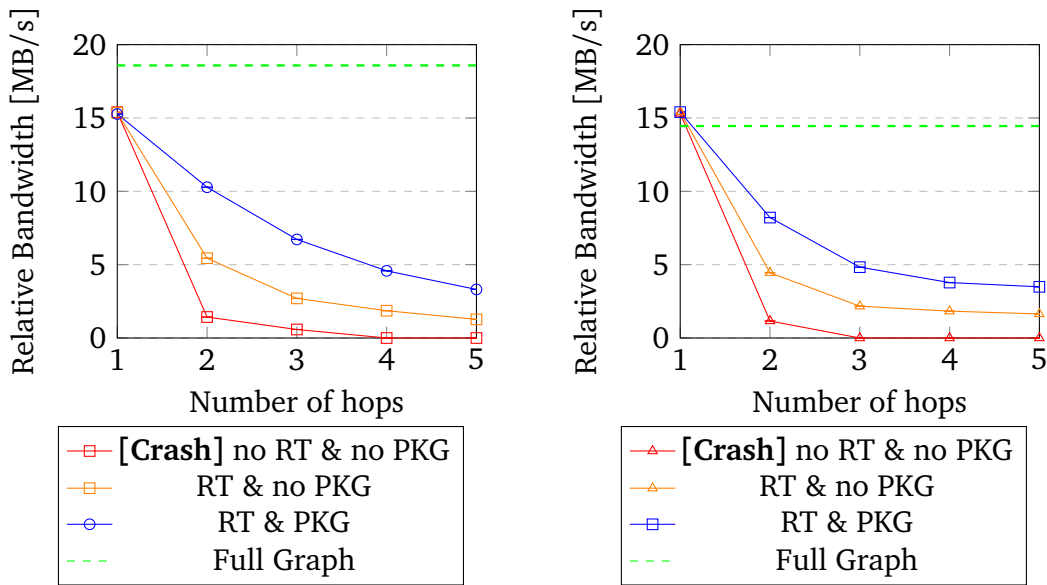 Relative Bandwidth [MB/s]
20
15
10
5
0
1 2 3 4 5
Number of hops
[Crash] no RT & no PKG
RT & no PKG
RT & PKG
Full Graph
Relative Bandwidth [MB/s]
20
15
10
5
0
1 2 3 4 5
Number of hops
[Crash] no RT & no PKG
RT & no PKG
RT & PKG
Full Graph